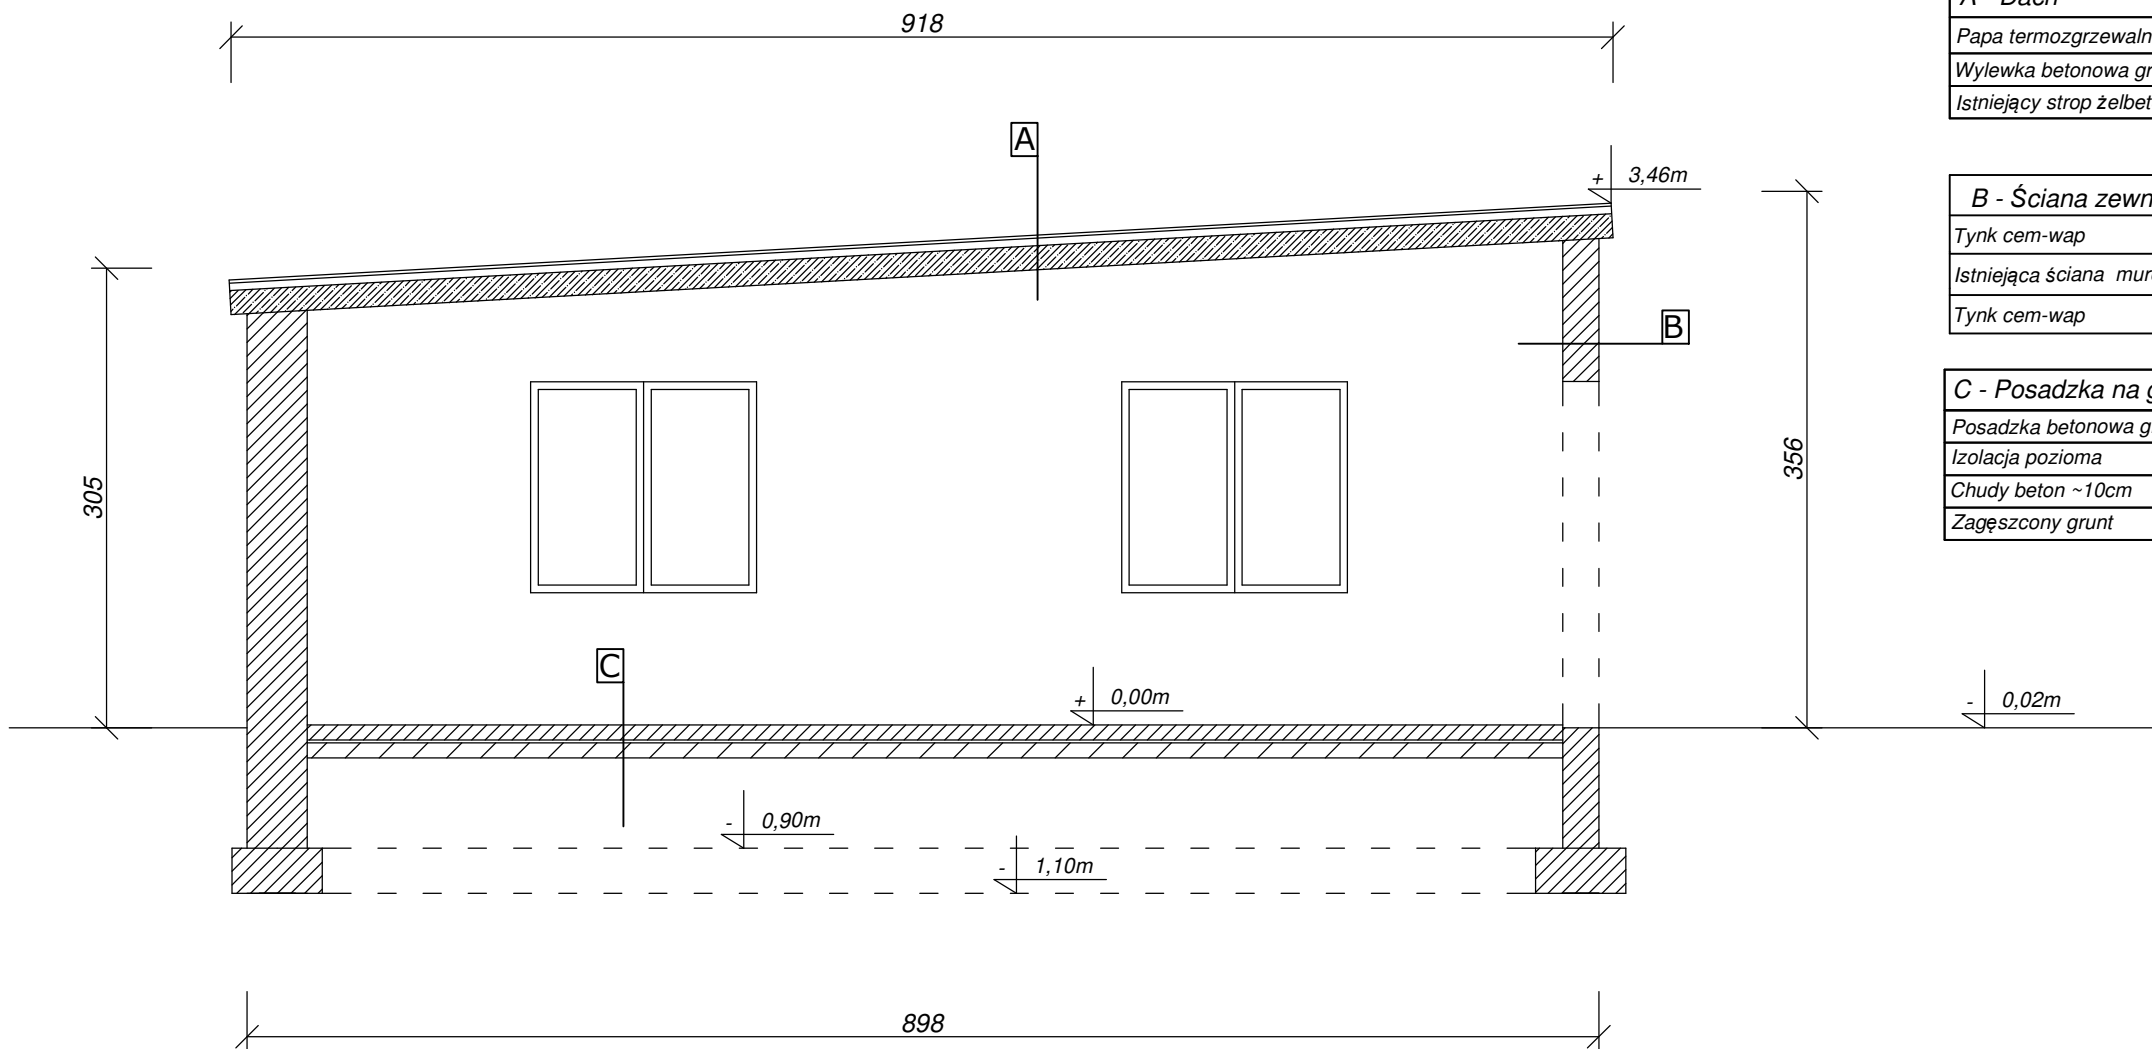 918
A - Dach
Papa termozgrzewaln
Wylewka betonowa gr
Istniejący strop żelbet
A
+ 3,46m
B - Ściana zewn
Tynk cem-wap
Istniejąca ściana mur
Tynk cem-wap
B
C - Posadzka na g
Posadzka betonowa g
Izolacja pozioma
Chudy beton ~10cm
Zagęszcony grunt
305
356
C
+ 0,00m
- 0,02m
- 0,90m
- 1,10m
898